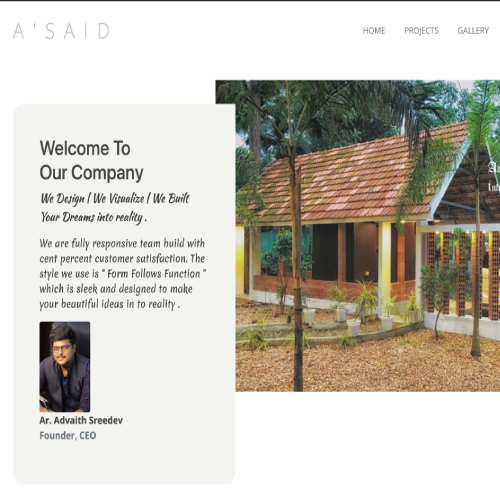 A'SAID
HOME PROJECTS GALLERY
Welcome To
Our Company
We Design | We Visualize | We Built
Your Dreams into reality .
We are fully responsive team build with
cent percent customer satisfaction. The
style we use is " Form Follows Function "
which is sleek and designed to make
your beautiful ideas in to reality .
Ar. Advaith Sreedev
Founder, CEO